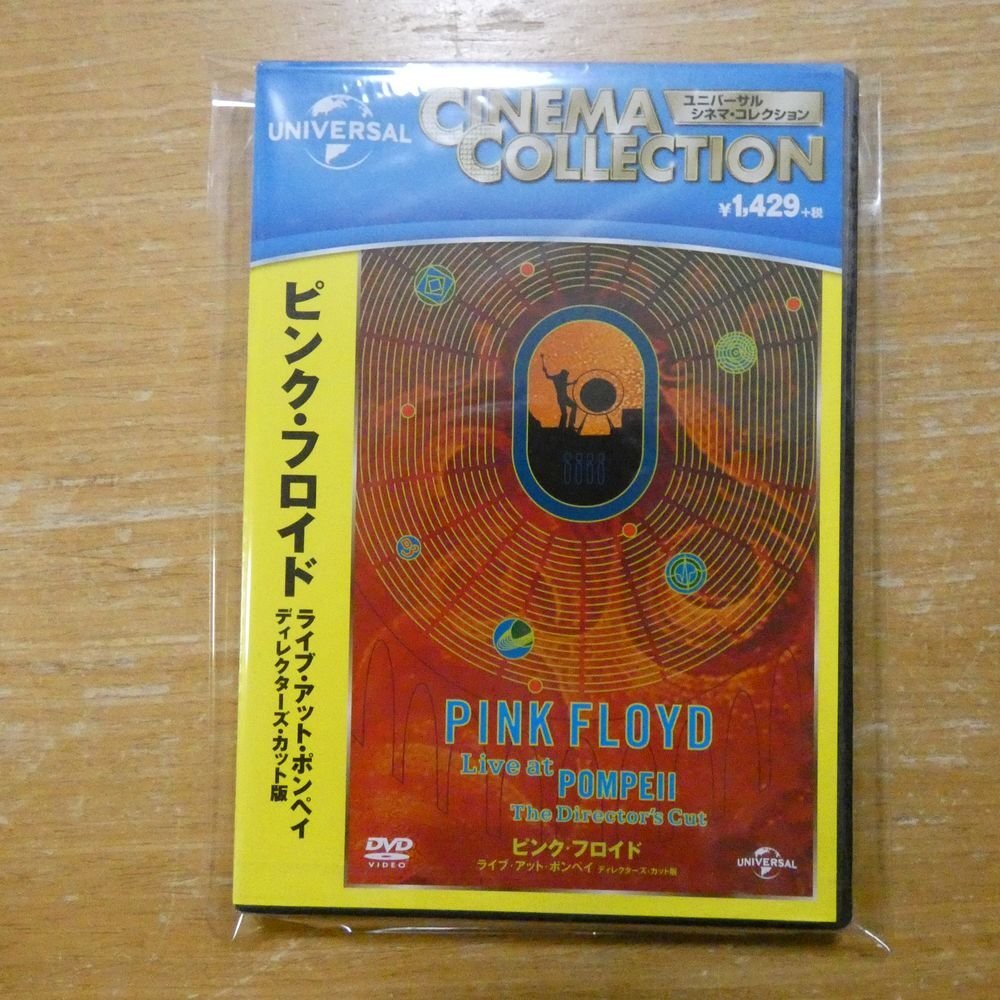 UNIVERSAL
CINEMA
COLLECTION
ユニバーサル
シネマ・コレクション
¥1,429+税
ピンク・フロイド
ライブ・アット・ポンペイ
ディレクターズ・カット版
PINK FLOYD
Live at
POMPEII
The Director's Cut
ピンク・フロイド
ライブ・アット・ポンペイ ディレクターズ・カット版
DVD
VIDEO
UNIVERSAL